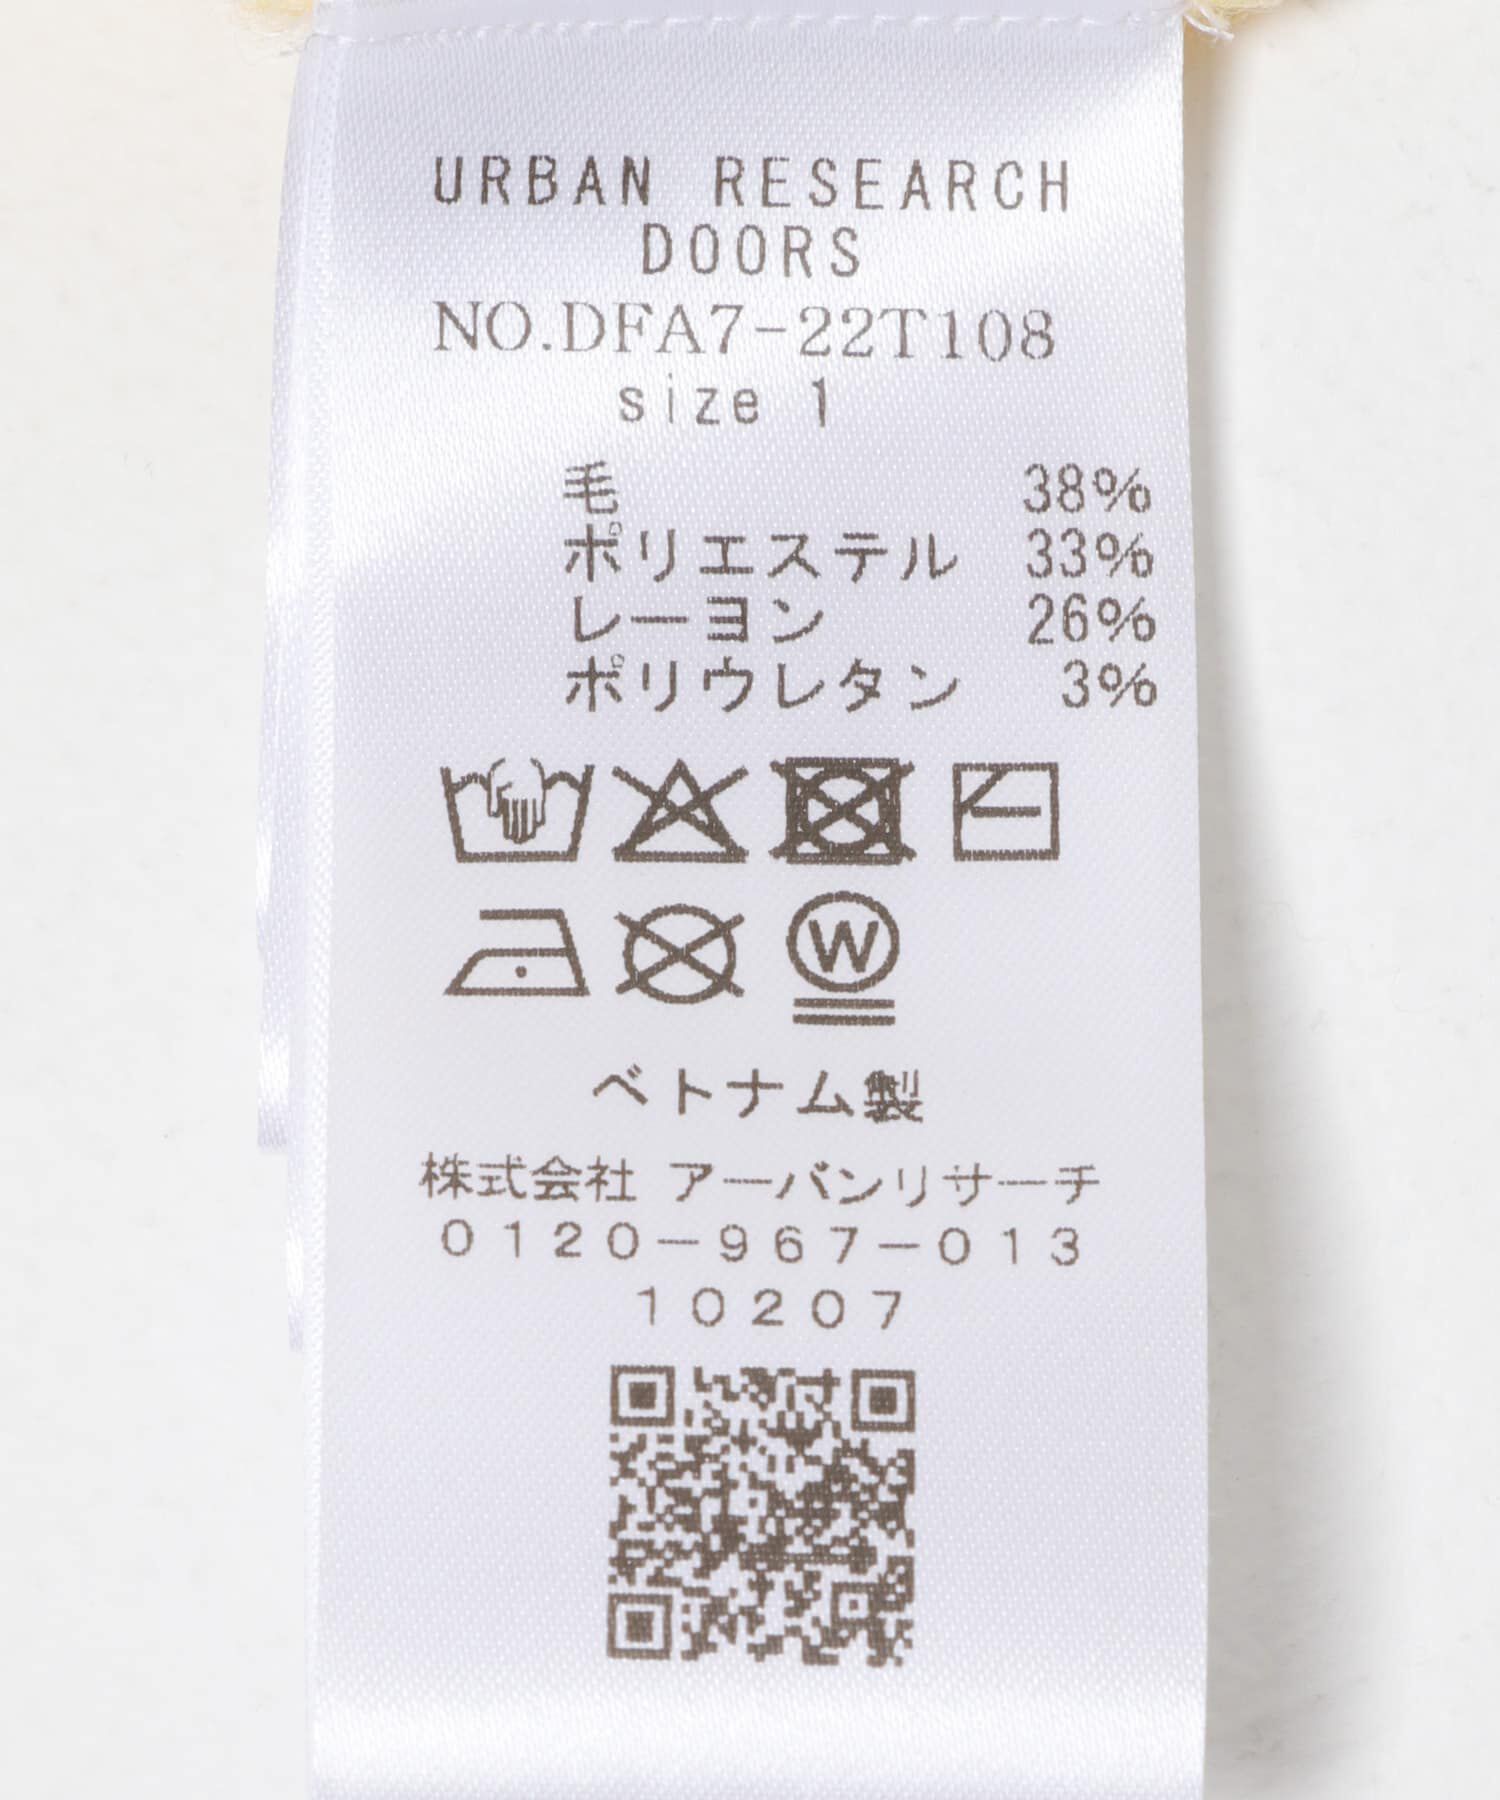 URBAN RESEARCH
DOORS
NO.DFA7-22T108
size 1
毛 38%
ポリエステル 33%
レーヨン 26%
ポリウレタン 3%
W
ベトナム製
株式会社 アーバンリサーチ
0120-967-013
10207